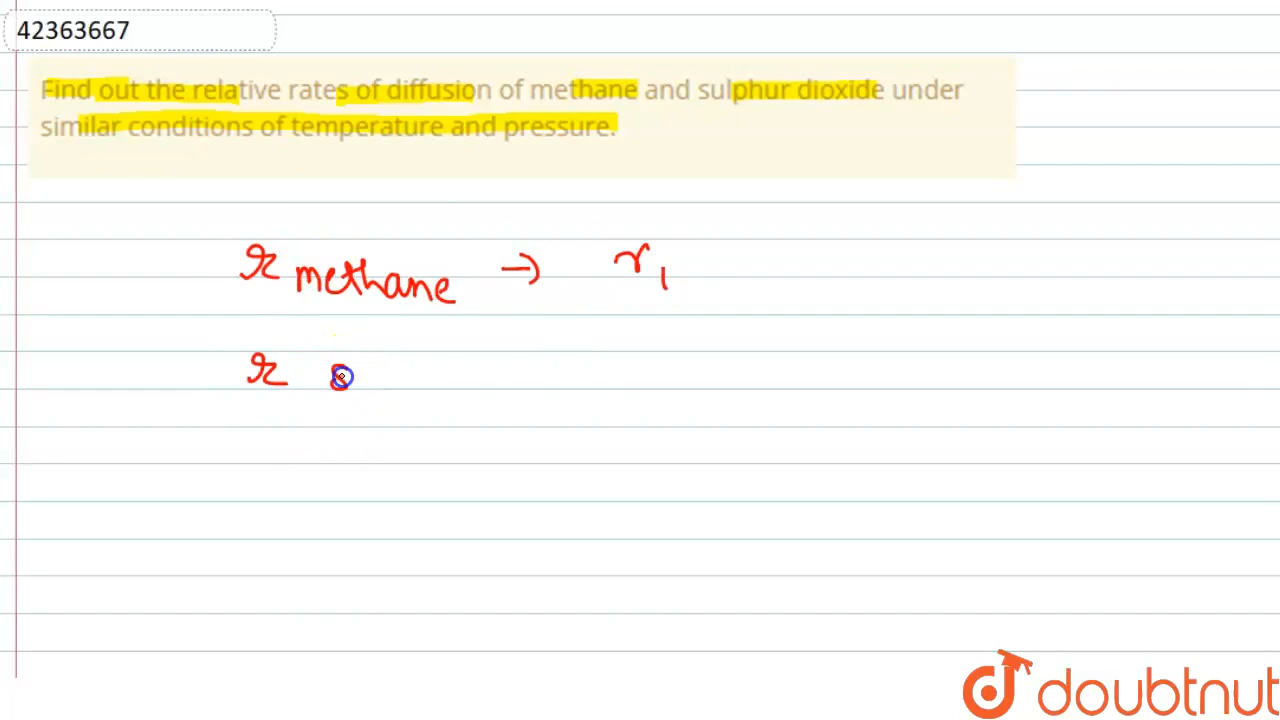 42363667
Find out the relative rates of diffusion of methane and sulphur dioxide under
similar conditions of temperature and pressure.
r methane → r1
r s
doubtnut